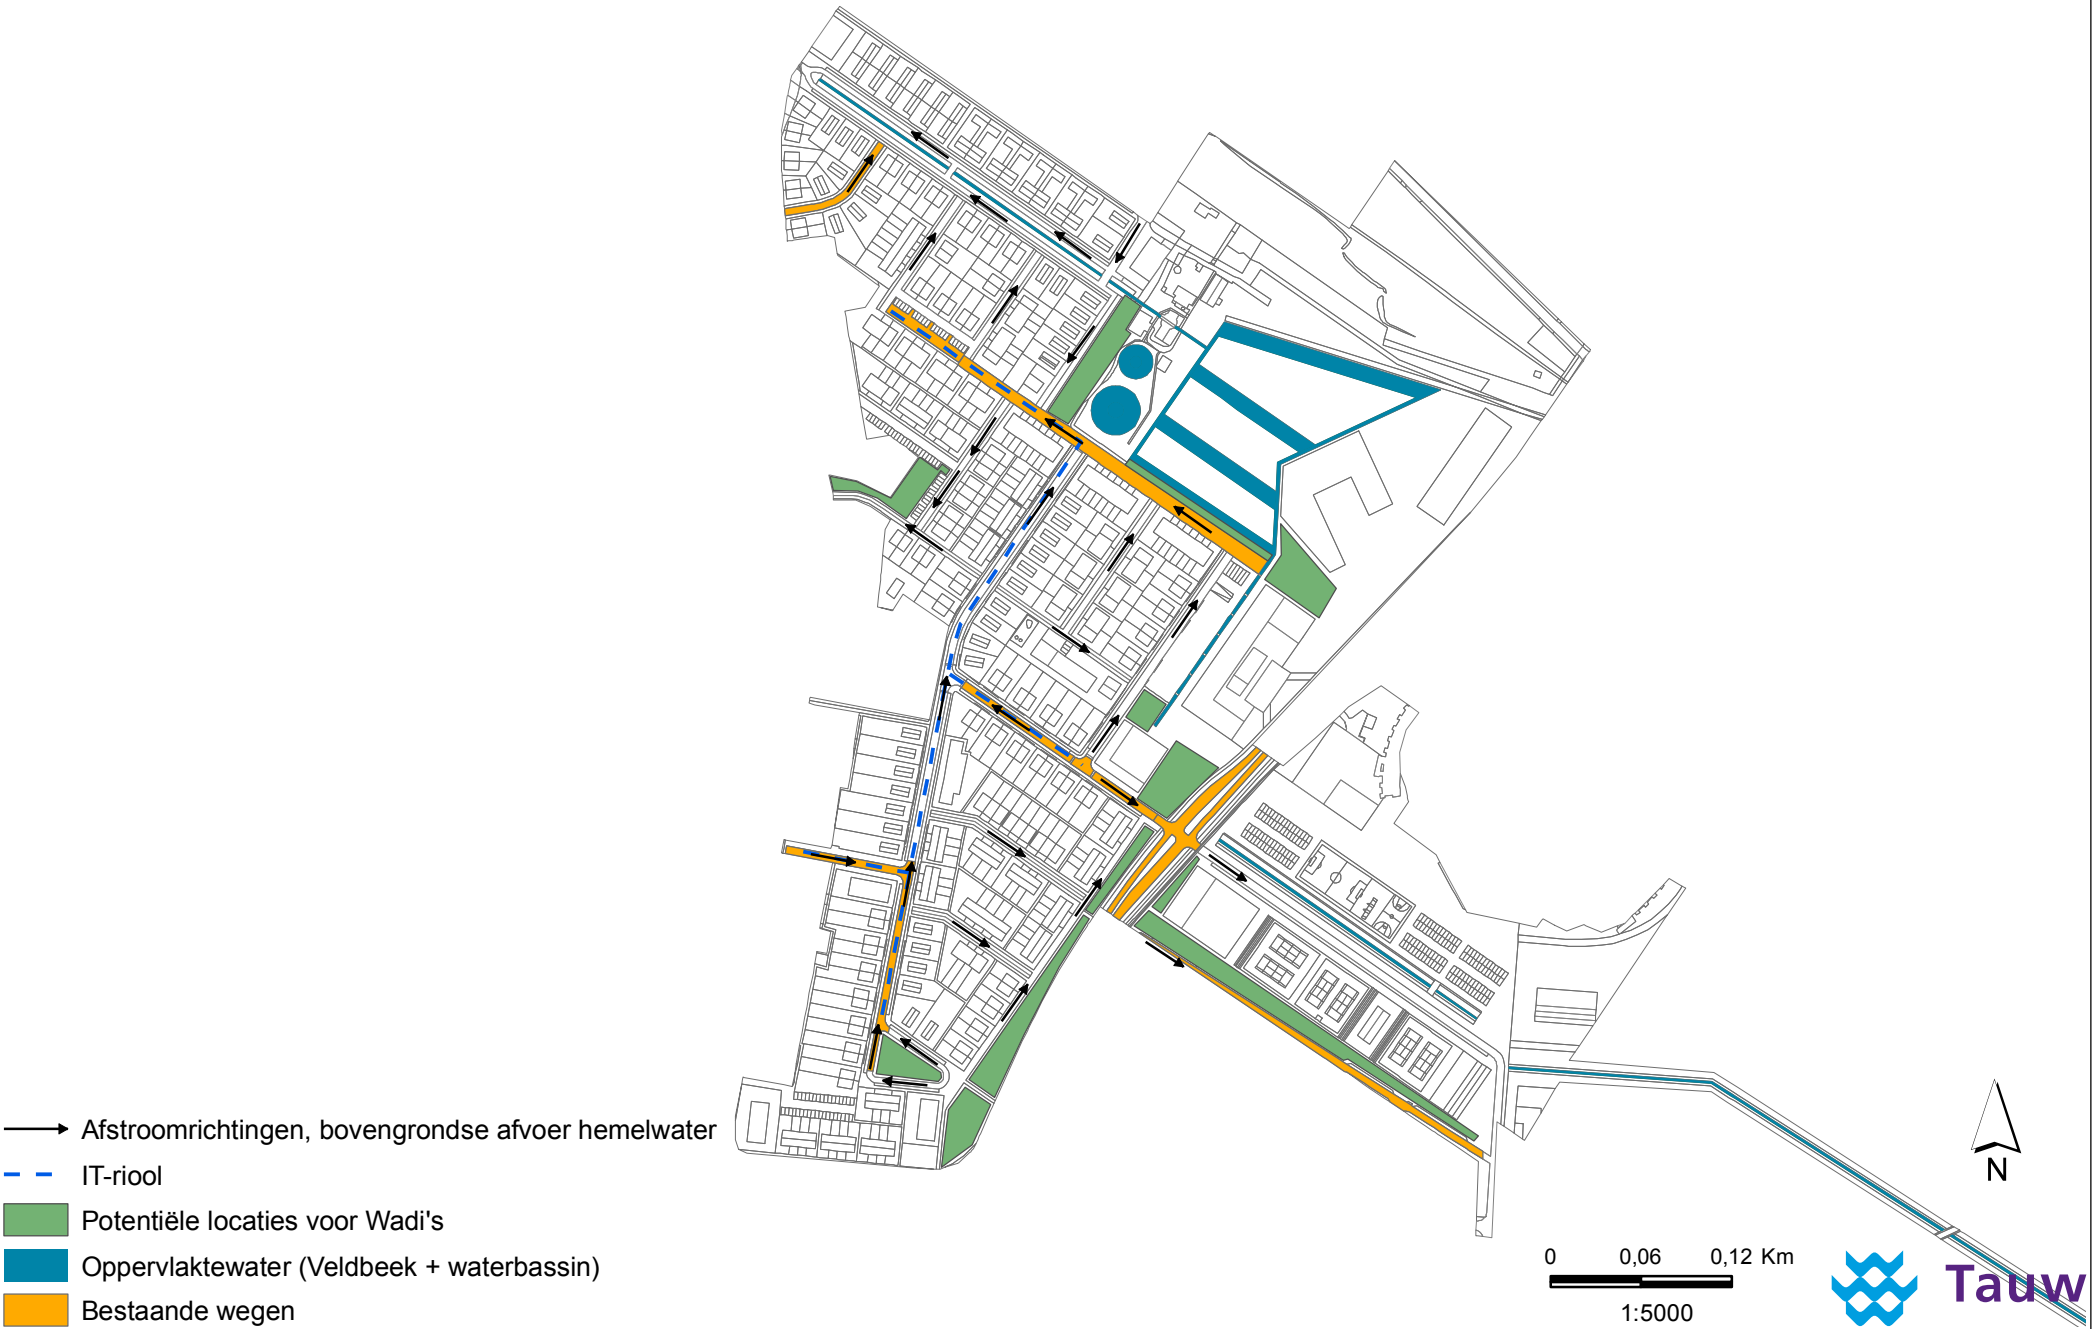 Afstroomrichtingen, bovengrondse afvoer hemelwater
IT-riool
Potentiële locaties voor Wadi's
Oppervlaktewater (Veldbeek + waterbassin)
Bestaande wegen
N
0 0,06 0,12 Km
1:5000
Tauw